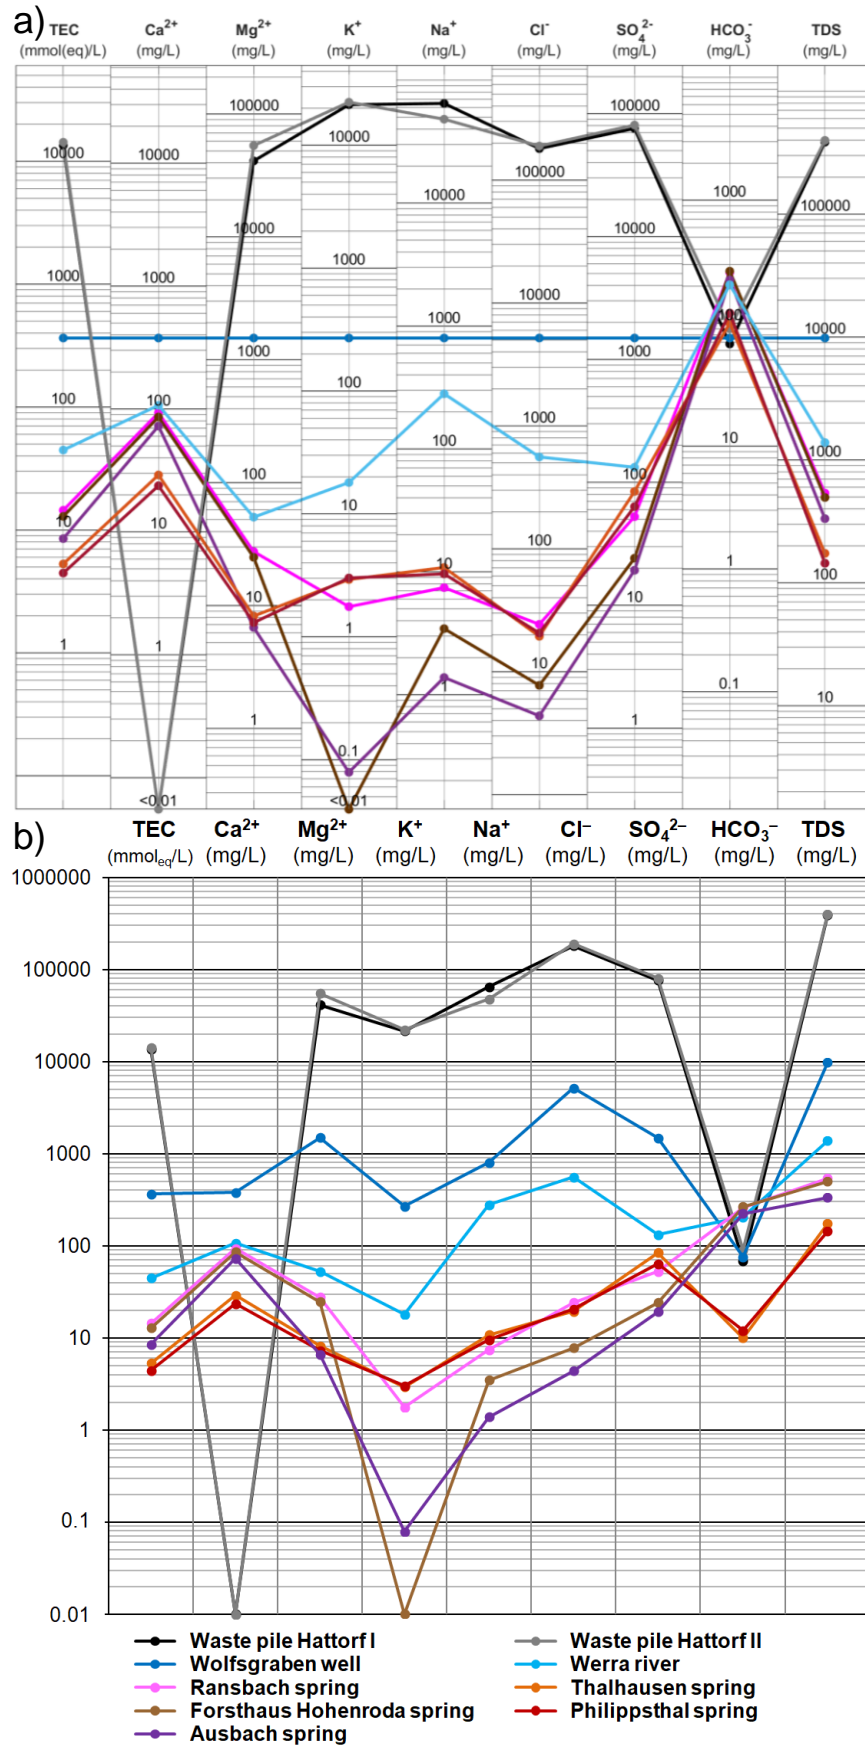 a)
TEC Ca2+ Mg2+ K+ Na+ Cl- SO42- HCO3- TDS
(mmol(eq)/L) (mg/L) (mg/L) (mg/L) (mg/L) (mg/L) (mg/L) (mg/L) (mg/L)
100000 100000
10000 10000 10000
100000
10000 1000 100000
10000 10000
1000 1000 1000
10000
1000 100 10000
1000 1000
100 100 100
1000
100 10 1000
100 100
10 10 10
100
10 1 100
10 10
1 1 1
10
1 0.1 10
1 1
0.1
<0.01 <0.01
b)
TEC Ca2+ Mg2+ K+ Na+ Cl– SO42– HCO3– TDS
(mmoleq/L) (mg/L) (mg/L) (mg/L) (mg/L) (mg/L) (mg/L) (mg/L) (mg/L)
1000000
100000
10000
1000
100
10
1
0.1
0.01
Waste pile Hattorf I Waste pile Hattorf II
Wolfsgraben well Werra river
Ransbach spring Thalhausen spring
Forsthaus Hohenroda spring Philippsthal spring
Ausbach spring